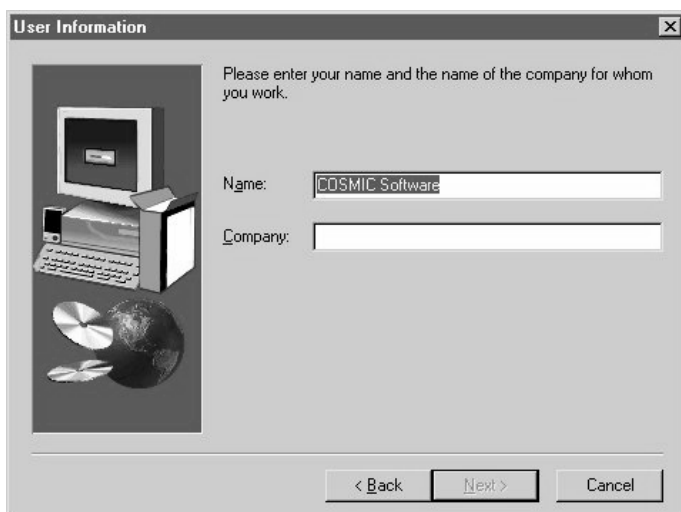 User Information
Please enter your name and the name of the company for whom
you work.
Name:
COSMIC Software
Company:
< Back
Next >
Cancel